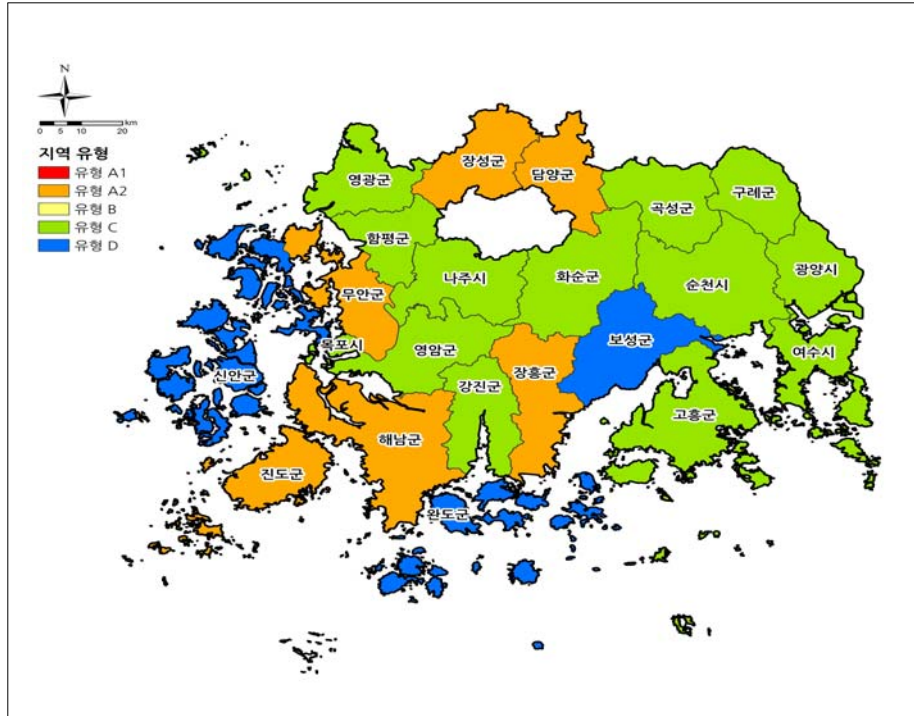 N
km
0 5 10 20
지역 유형
유형 A1
유형 A2
유형 B
유형 C
유형 D
장성군
담양군
영광군
곡성군
구례군
함평군
나주시
화순군
순천시
광양시
무안군
목포시
영암군
보성군
여수시
신안군
강진군
장흥군
고흥군
해남군
진도군
완도군